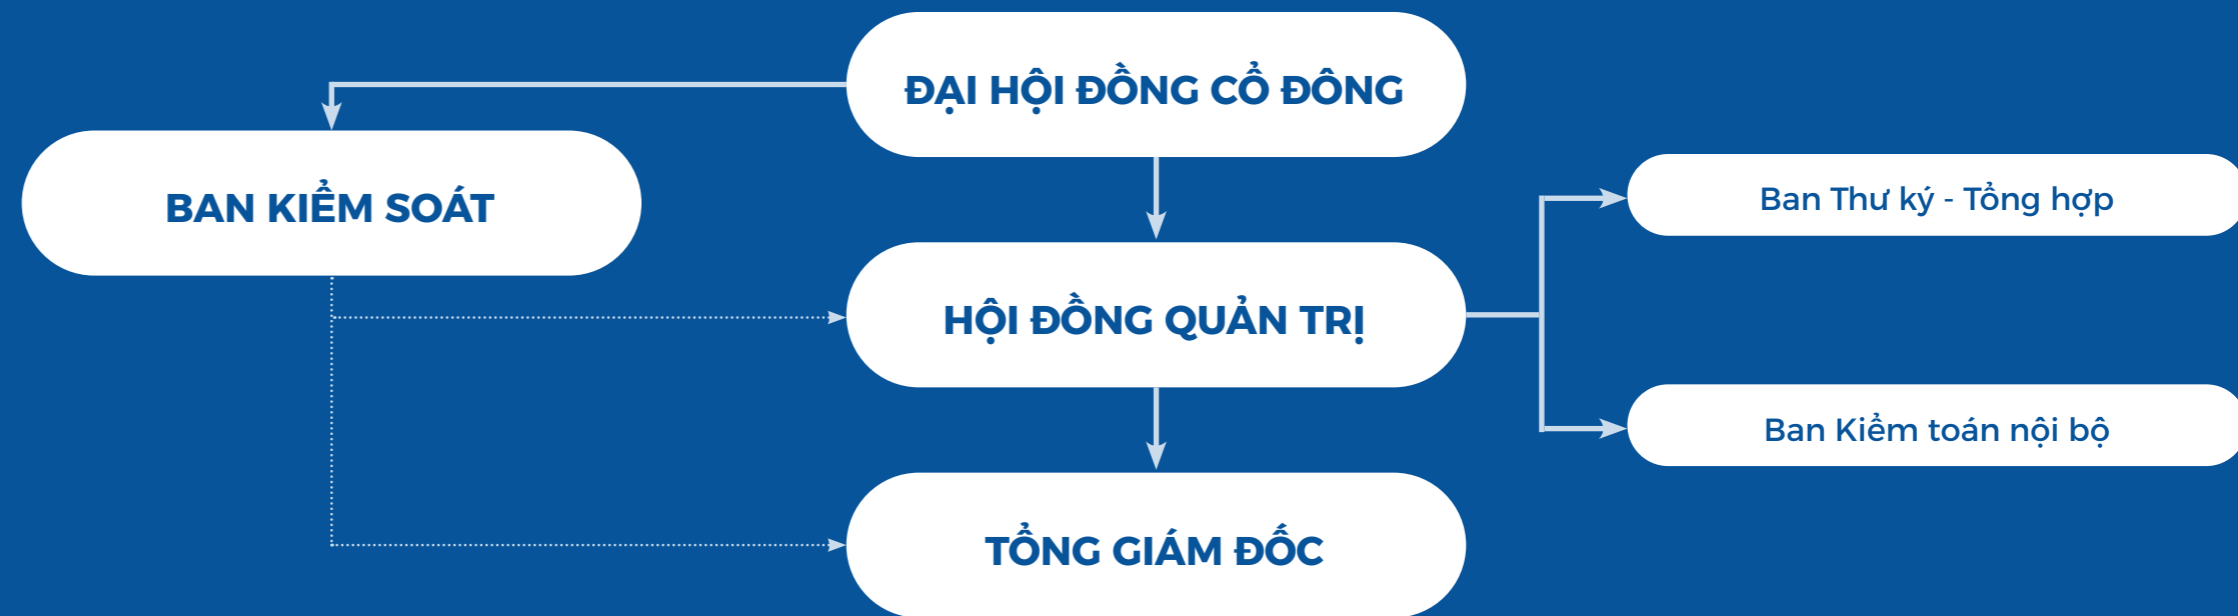 ĐẠI HỘI ĐỒNG CỔ ĐÔNG
BAN KIỂM SOÁT
Ban Thư ký - Tổng hợp
HỘI ĐỒNG QUẢN TRỊ
Ban Kiểm toán nội bộ
TỔNG GIÁM ĐỐC